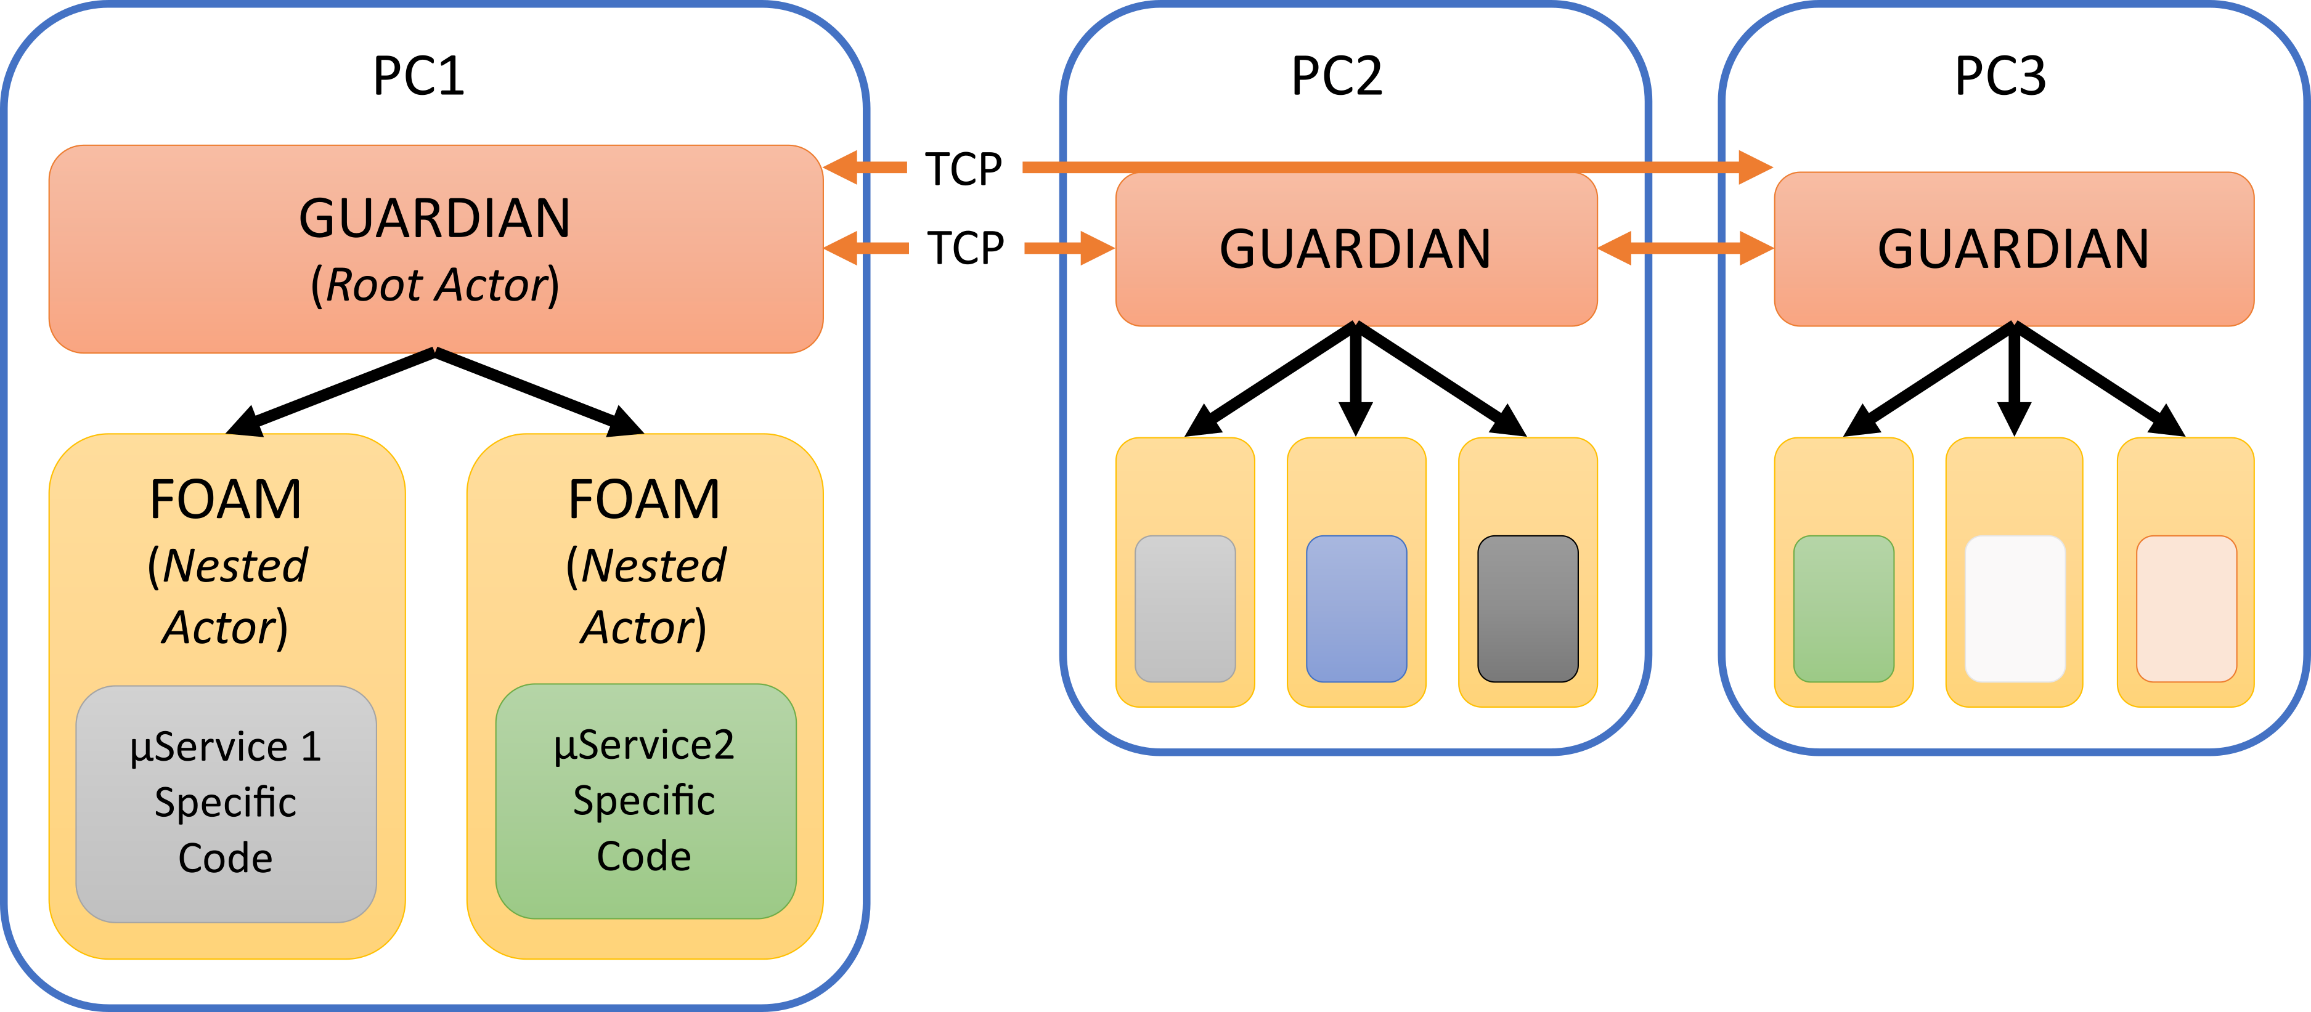 PC1
GUARDIAN
(Root Actor)
FOAM
(Nested
Actor)
µService 1
Specific
Code
FOAM
(Nested
Actor)
µService2
Specific
Code
TCP
TCP
PC2
GUARDIAN
PC3
GUARDIAN